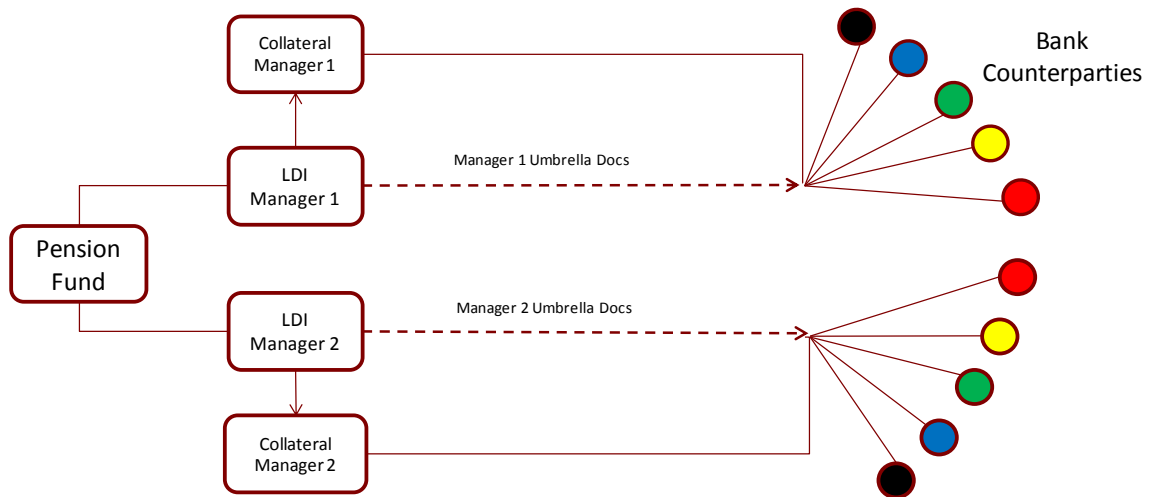 Collateral
Manager 1
Bank
Counterparties
LDI
Manager 1
Manager 1 Umbrella Docs
Pension
Fund
LDI
Manager 2
Manager 2 Umbrella Docs
Collateral
Manager 2